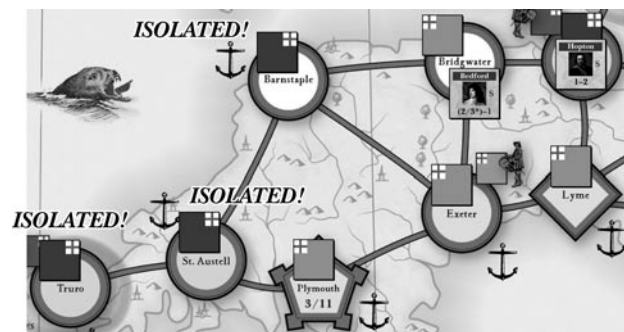 ISOLATED!
Barnstaple
Bridgwater
Bedford
S
(2/3*)–1
Hopton
S
1–2
ISOLATED!
ISOLATED!
Truro
St. Austell
Plymouth
3/11
Exeter
Lyme